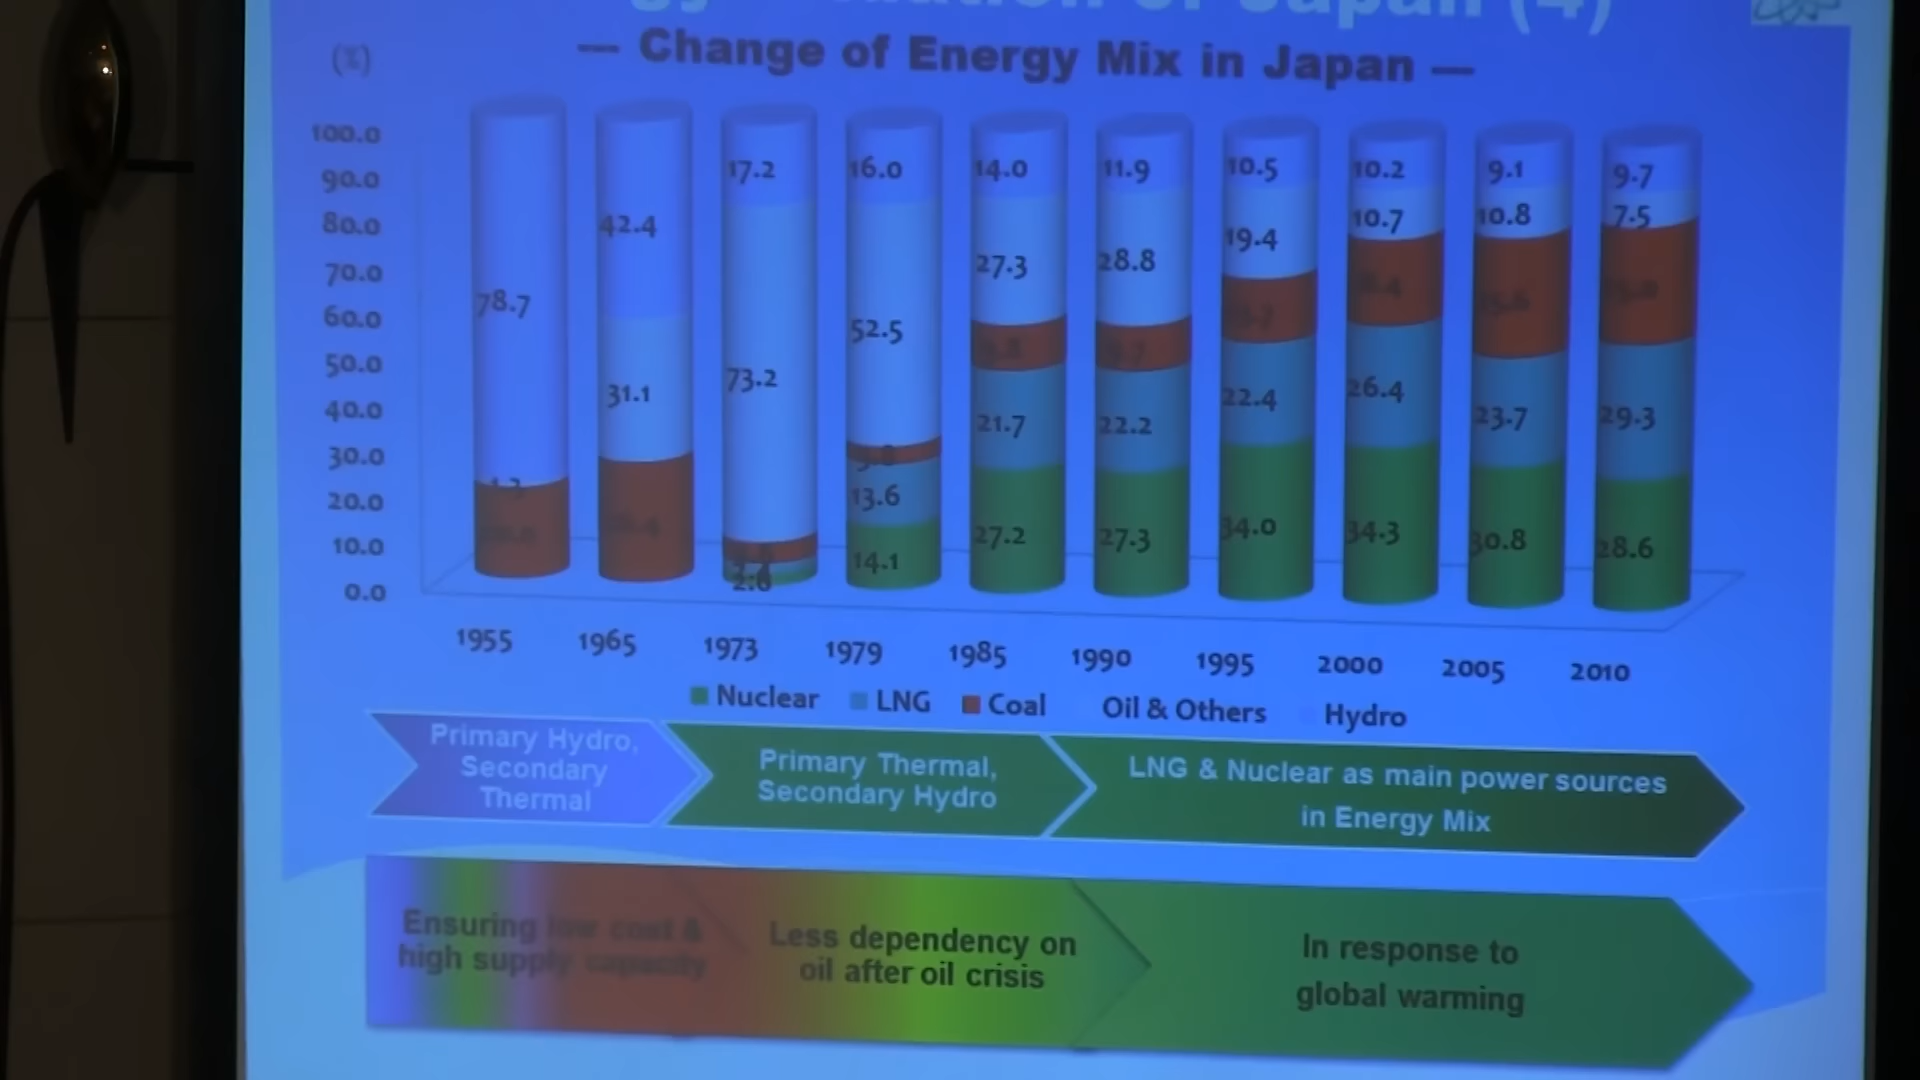 of Japan (4)
— Change of Energy Mix in Japan —
(%)
100.0
90.0
80.0
70.0
60.0
50.0
40.0
30.0
20.0
10.0
0.0
78.7
42.4
31.1
17.2
73.2
16.0
52.5
13.6
14.1
14.0
27.3
21.7
27.2
11.9
28.8
22.2
27.3
10.5
19.4
22.4
34.0
10.2
10.7
26.4
34.3
9.1
10.8
23.7
30.8
9.7
7.5
29.3
28.6
1955 1965 1973 1979 1985 1990 1995 2000 2005 2010
Nuclear LNG Coal Oil & Others Hydro
Primary Hydro,
Secondary
Thermal
Primary Thermal,
Secondary Hydro
LNG & Nuclear as main power sources
in Energy Mix
Ensuring low cost &
high supply capacity
Less dependency on
oil after oil crisis
In response to
global warming